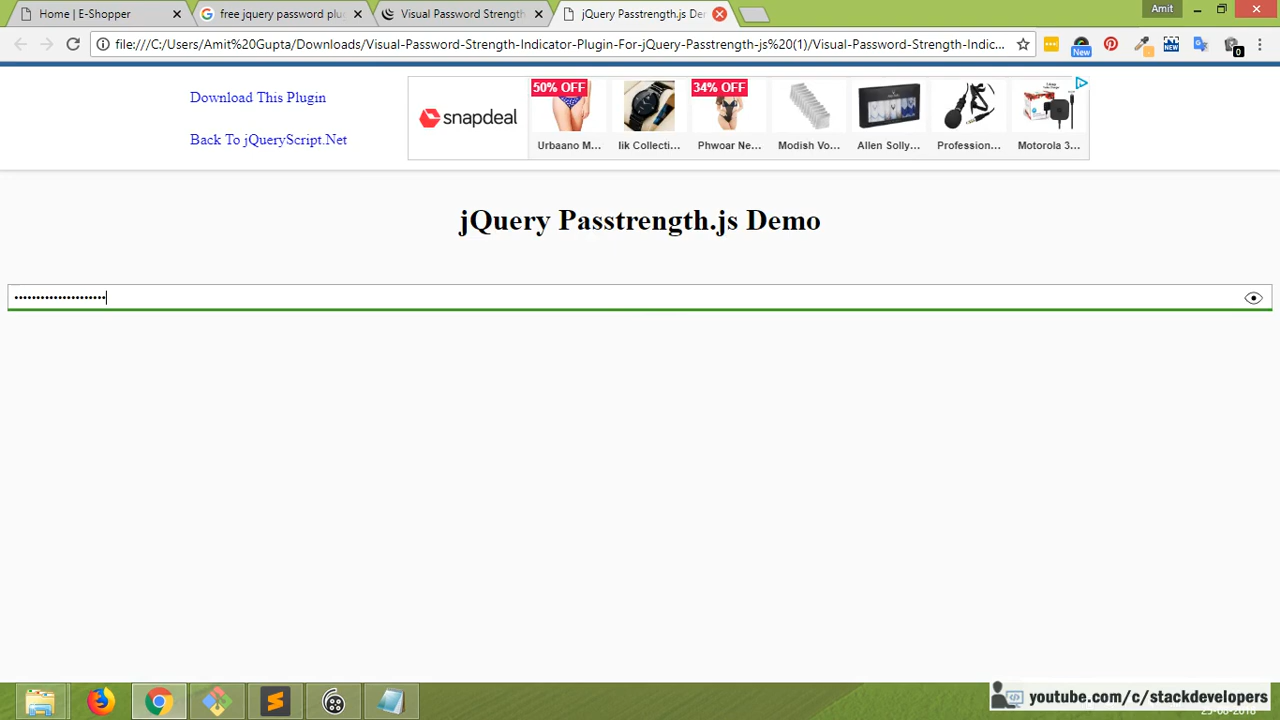 Home | E-Shopper
free jquery password plu
Visual Password Strength
jQuery Passtrength.js De
Amit
file:///C:/Users/Amit%20Gupta/Downloads/Visual-Password-Strength-Indicator-Plugin-For-jQuery-Passtrength-js%20(1)/Visual-Password-Strength-Indic...
New
NEW
0
Download This Plugin
Back To jQueryScript.Net
snapdeal
50% OFF
34% OFF
Urbaano M...
Iik Collecti...
Phwoar Ne...
Modish Vo...
Allen Solly...
Profession...
Motorola 3...
jQuery Passtrength.js Demo
•••••••••••••••••••••
youtube.com/c/stackdevelopers